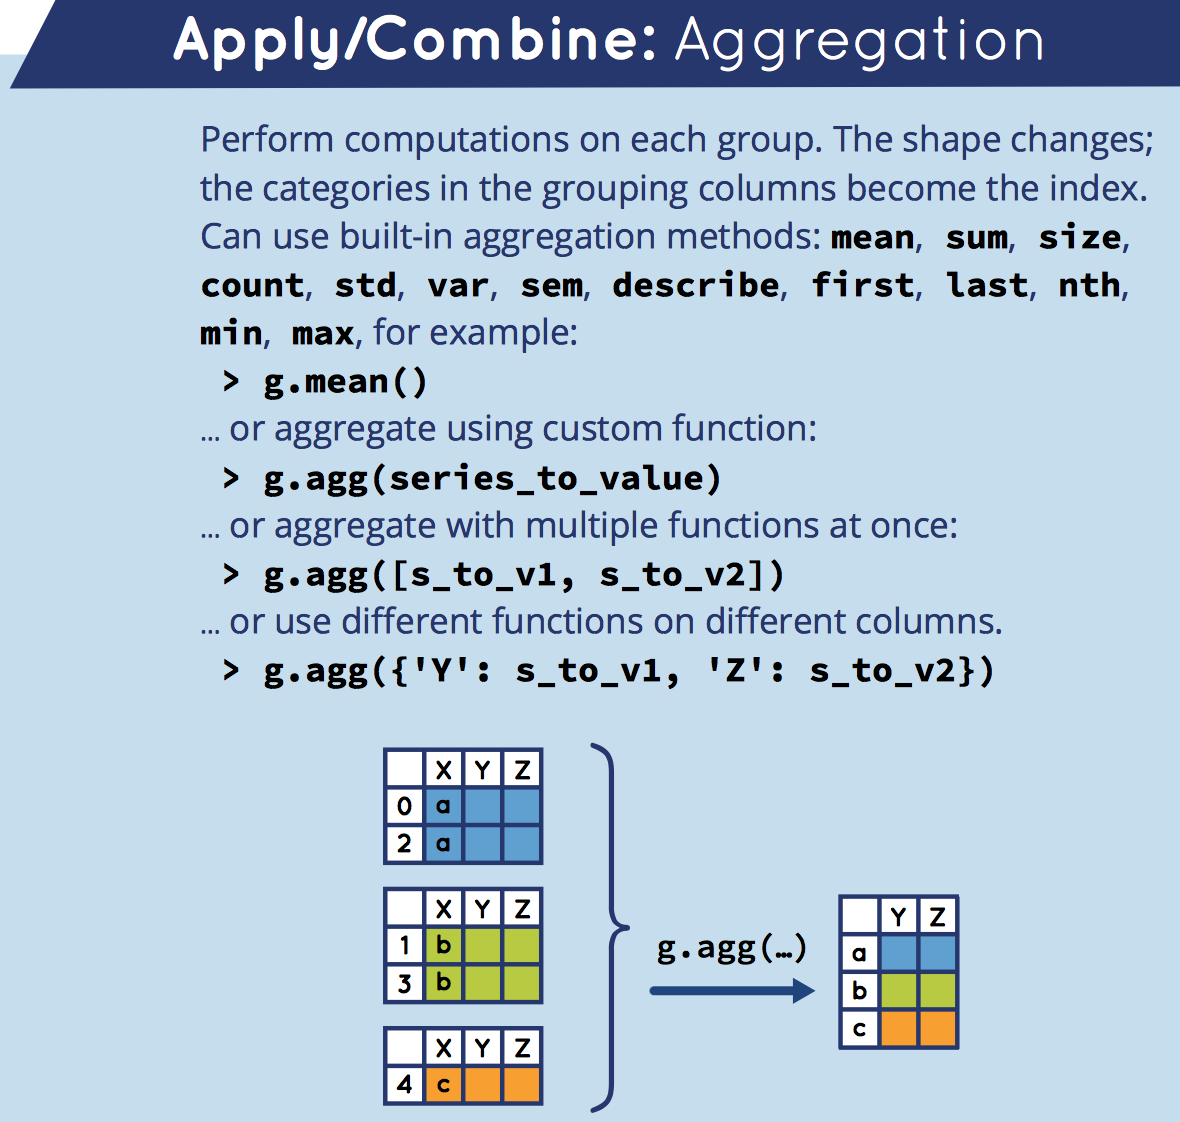 Apply/Combine: Aggregation
Perform computations on each group. The shape changes;
the categories in the grouping columns become the index.
Can use built-in aggregation methods: mean, sum, size,
count, std, var, sem, describe, first, last, nth,
min, max, for example:
> g.mean()
… or aggregate using custom function:
> g.agg(series_to_value)
… or aggregate with multiple functions at once:
> g.agg([s_to_v1, s_to_v2])
… or use different functions on different columns.
> g.agg({'Y': s_to_v1, 'Z': s_to_v2})
X Y Z
0 a
2 a
X Y Z
1 b
3 b
X Y Z
4 c
g.agg(…)
Y Z
a
b
c